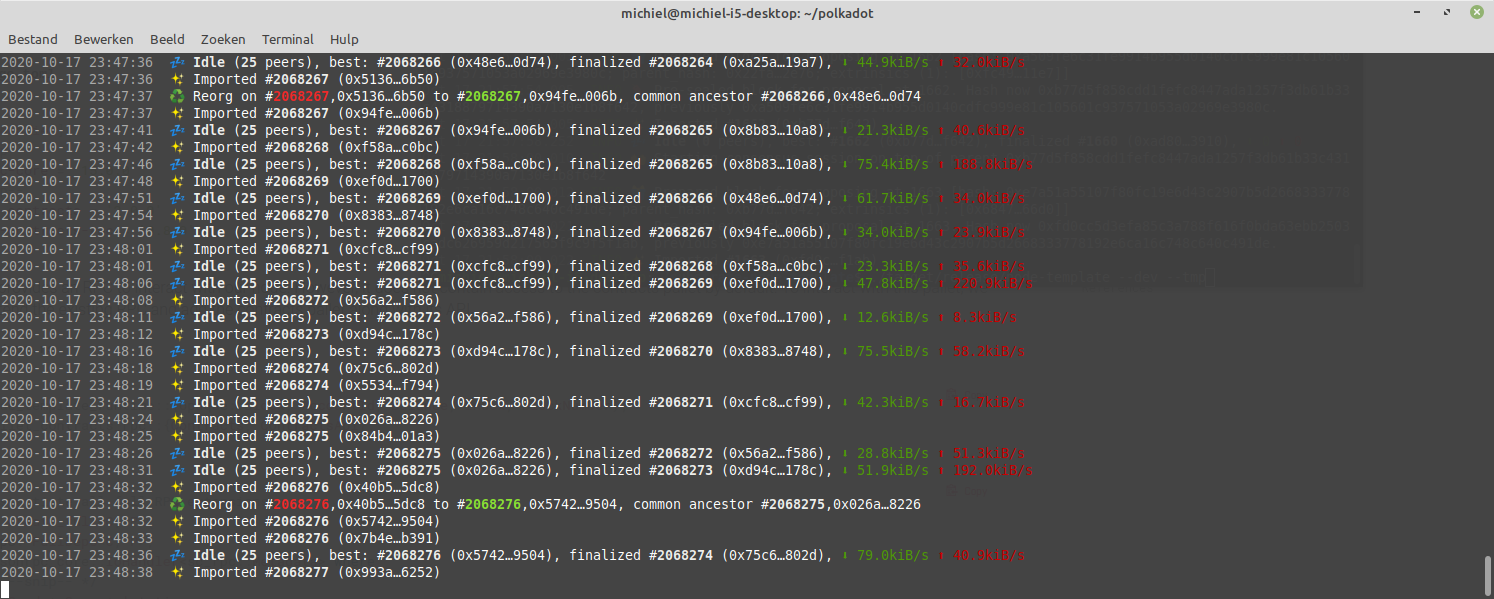 michiel@michiel-i5-desktop: ~/polkadot
Bestand Bewerken Beeld Zoeken Terminal Hulp
2020-10-17 23:47:36 💤 Idle (25 peers), best: #2068266 (0x48e6…0d74), finalized #2068264 (0xa25a…19a7), ⬇ 44.9kiB/s ⬆ 32.0kiB/s
2020-10-17 23:47:36 ✨ Imported #2068267 (0x5136…6b50)
2020-10-17 23:47:37 ♻️ Reorg on #2068267,0x5136…6b50 to #2068267,0x94fe…006b, common ancestor #2068266,0x48e6…0d74
2020-10-17 23:47:37 ✨ Imported #2068267 (0x94fe…006b)
2020-10-17 23:47:41 💤 Idle (25 peers), best: #2068267 (0x94fe…006b), finalized #2068265 (0x8b83…10a8), ⬇ 21.3kiB/s ⬆ 40.6kiB/s
2020-10-17 23:47:42 ✨ Imported #2068268 (0xf58a…c0bc)
2020-10-17 23:47:46 💤 Idle (25 peers), best: #2068268 (0xf58a…c0bc), finalized #2068265 (0x8b83…10a8), ⬇ 75.4kiB/s ⬆ 188.8kiB/s
2020-10-17 23:47:48 ✨ Imported #2068269 (0xef0d…1700)
2020-10-17 23:47:51 💤 Idle (25 peers), best: #2068269 (0xef0d…1700), finalized #2068266 (0x48e6…0d74), ⬇ 61.7kiB/s ⬆ 34.0kiB/s
2020-10-17 23:47:54 ✨ Imported #2068270 (0x8383…8748)
2020-10-17 23:47:56 💤 Idle (25 peers), best: #2068270 (0x8383…8748), finalized #2068267 (0x94fe…006b), ⬇ 34.0kiB/s ⬆ 23.9kiB/s
2020-10-17 23:48:01 ✨ Imported #2068271 (0xcfc8…cf99)
2020-10-17 23:48:01 💤 Idle (25 peers), best: #2068271 (0xcfc8…cf99), finalized #2068268 (0xf58a…c0bc), ⬇ 23.3kiB/s ⬆ 35.6kiB/s
2020-10-17 23:48:06 💤 Idle (25 peers), best: #2068271 (0xcfc8…cf99), finalized #2068269 (0xef0d…1700), ⬇ 47.8kiB/s ⬆ 220.9kiB/s
2020-10-17 23:48:08 ✨ Imported #2068272 (0x56a2…f586)
2020-10-17 23:48:11 💤 Idle (25 peers), best: #2068272 (0x56a2…f586), finalized #2068269 (0xef0d…1700), ⬇ 12.6kiB/s ⬆ 8.3kiB/s
2020-10-17 23:48:12 ✨ Imported #2068273 (0xd94c…178c)
2020-10-17 23:48:16 💤 Idle (25 peers), best: #2068273 (0xd94c…178c), finalized #2068270 (0x8383…8748), ⬇ 75.5kiB/s ⬆ 58.2kiB/s
2020-10-17 23:48:18 ✨ Imported #2068274 (0x75c6…802d)
2020-10-17 23:48:19 ✨ Imported #2068274 (0x5534…f794)
2020-10-17 23:48:21 💤 Idle (25 peers), best: #2068274 (0x75c6…802d), finalized #2068271 (0xcfc8…cf99), ⬇ 42.3kiB/s ⬆ 16.7kiB/s
2020-10-17 23:48:24 ✨ Imported #2068275 (0x026a…8226)
2020-10-17 23:48:25 ✨ Imported #2068275 (0x84b4…01a3)
2020-10-17 23:48:26 💤 Idle (25 peers), best: #2068275 (0x026a…8226), finalized #2068272 (0x56a2…f586), ⬇ 28.8kiB/s ⬆ 51.3kiB/s
2020-10-17 23:48:31 💤 Idle (25 peers), best: #2068275 (0x026a…8226), finalized #2068273 (0xd94c…178c), ⬇ 51.9kiB/s ⬆ 192.0kiB/s
2020-10-17 23:48:32 ✨ Imported #2068276 (0x40b5…5dc8)
2020-10-17 23:48:32 ♻️ Reorg on #2068276,0x40b5…5dc8 to #2068276,0x5742…9504, common ancestor #2068275,0x026a…8226
2020-10-17 23:48:32 ✨ Imported #2068276 (0x5742…9504)
2020-10-17 23:48:33 ✨ Imported #2068276 (0x7b4e…b391)
2020-10-17 23:48:36 💤 Idle (25 peers), best: #2068276 (0x5742…9504), finalized #2068274 (0x75c6…802d), ⬇ 79.0kiB/s ⬆ 40.9kiB/s
2020-10-17 23:48:38 ✨ Imported #2068277 (0x993a…6252)